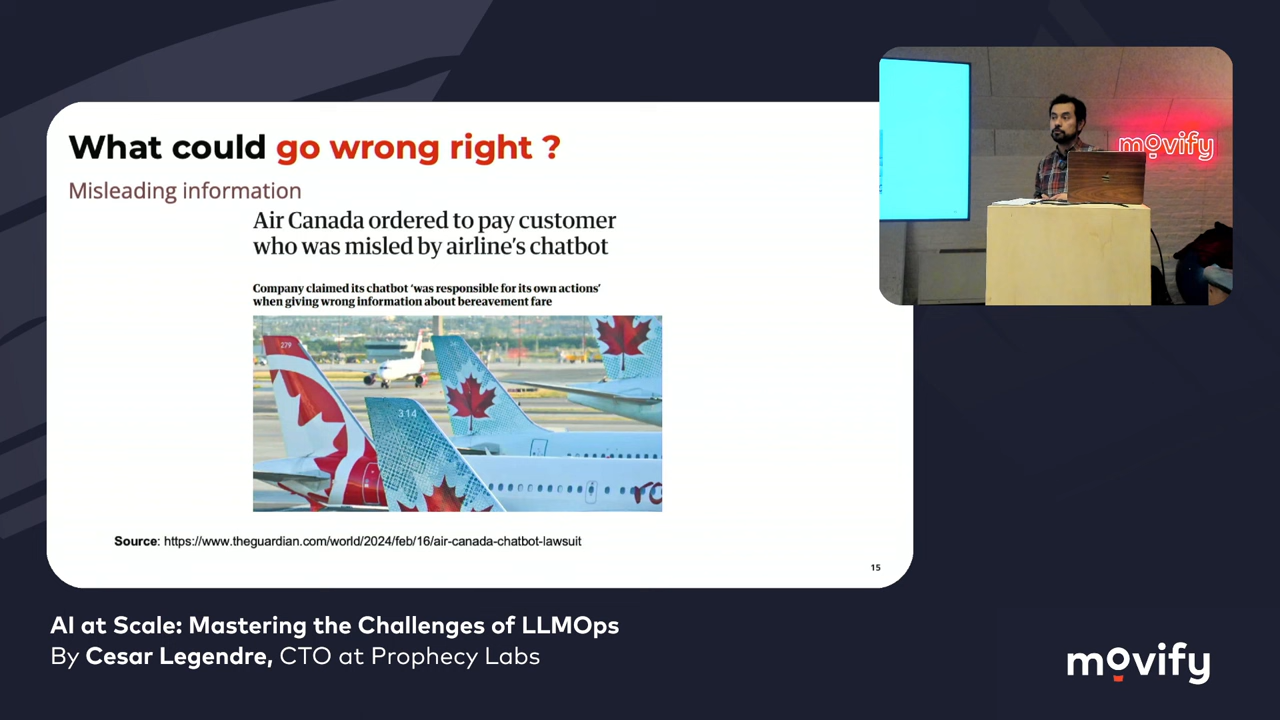 What could go wrong right ?
Misleading information
Air Canada ordered to pay customer
who was misled by airline's chatbot
Company claimed its chatbot 'was responsible for its own actions'
when giving wrong information about bereavement fare
279
314
Source: https://www.theguardian.com/world/2024/feb/16/air-canada-chatbot-lawsuit
15
movify
AI at Scale: Mastering the Challenges of LLMOps
By Cesar Legendre, CTO at Prophecy Labs
movify